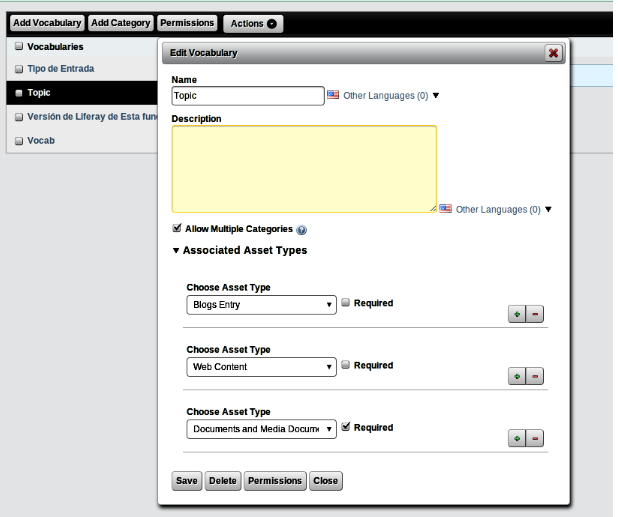 Add Vocabulary Add Category Permissions Actions
Vocabularies
Tipo de Entrada
Topic
Versión de Liferay de Esta fun
Vocab
Edit Vocabulary
Name
Topic
Other Languages (0) ▼
Description
Other Languages (0) ▼
Allow Multiple Categories
▼ Associated Asset Types
Choose Asset Type
Blogs Entry
Required
Choose Asset Type
Web Content
Required
Choose Asset Type
Documents and Media Docum
Required
Save Delete Permissions Close